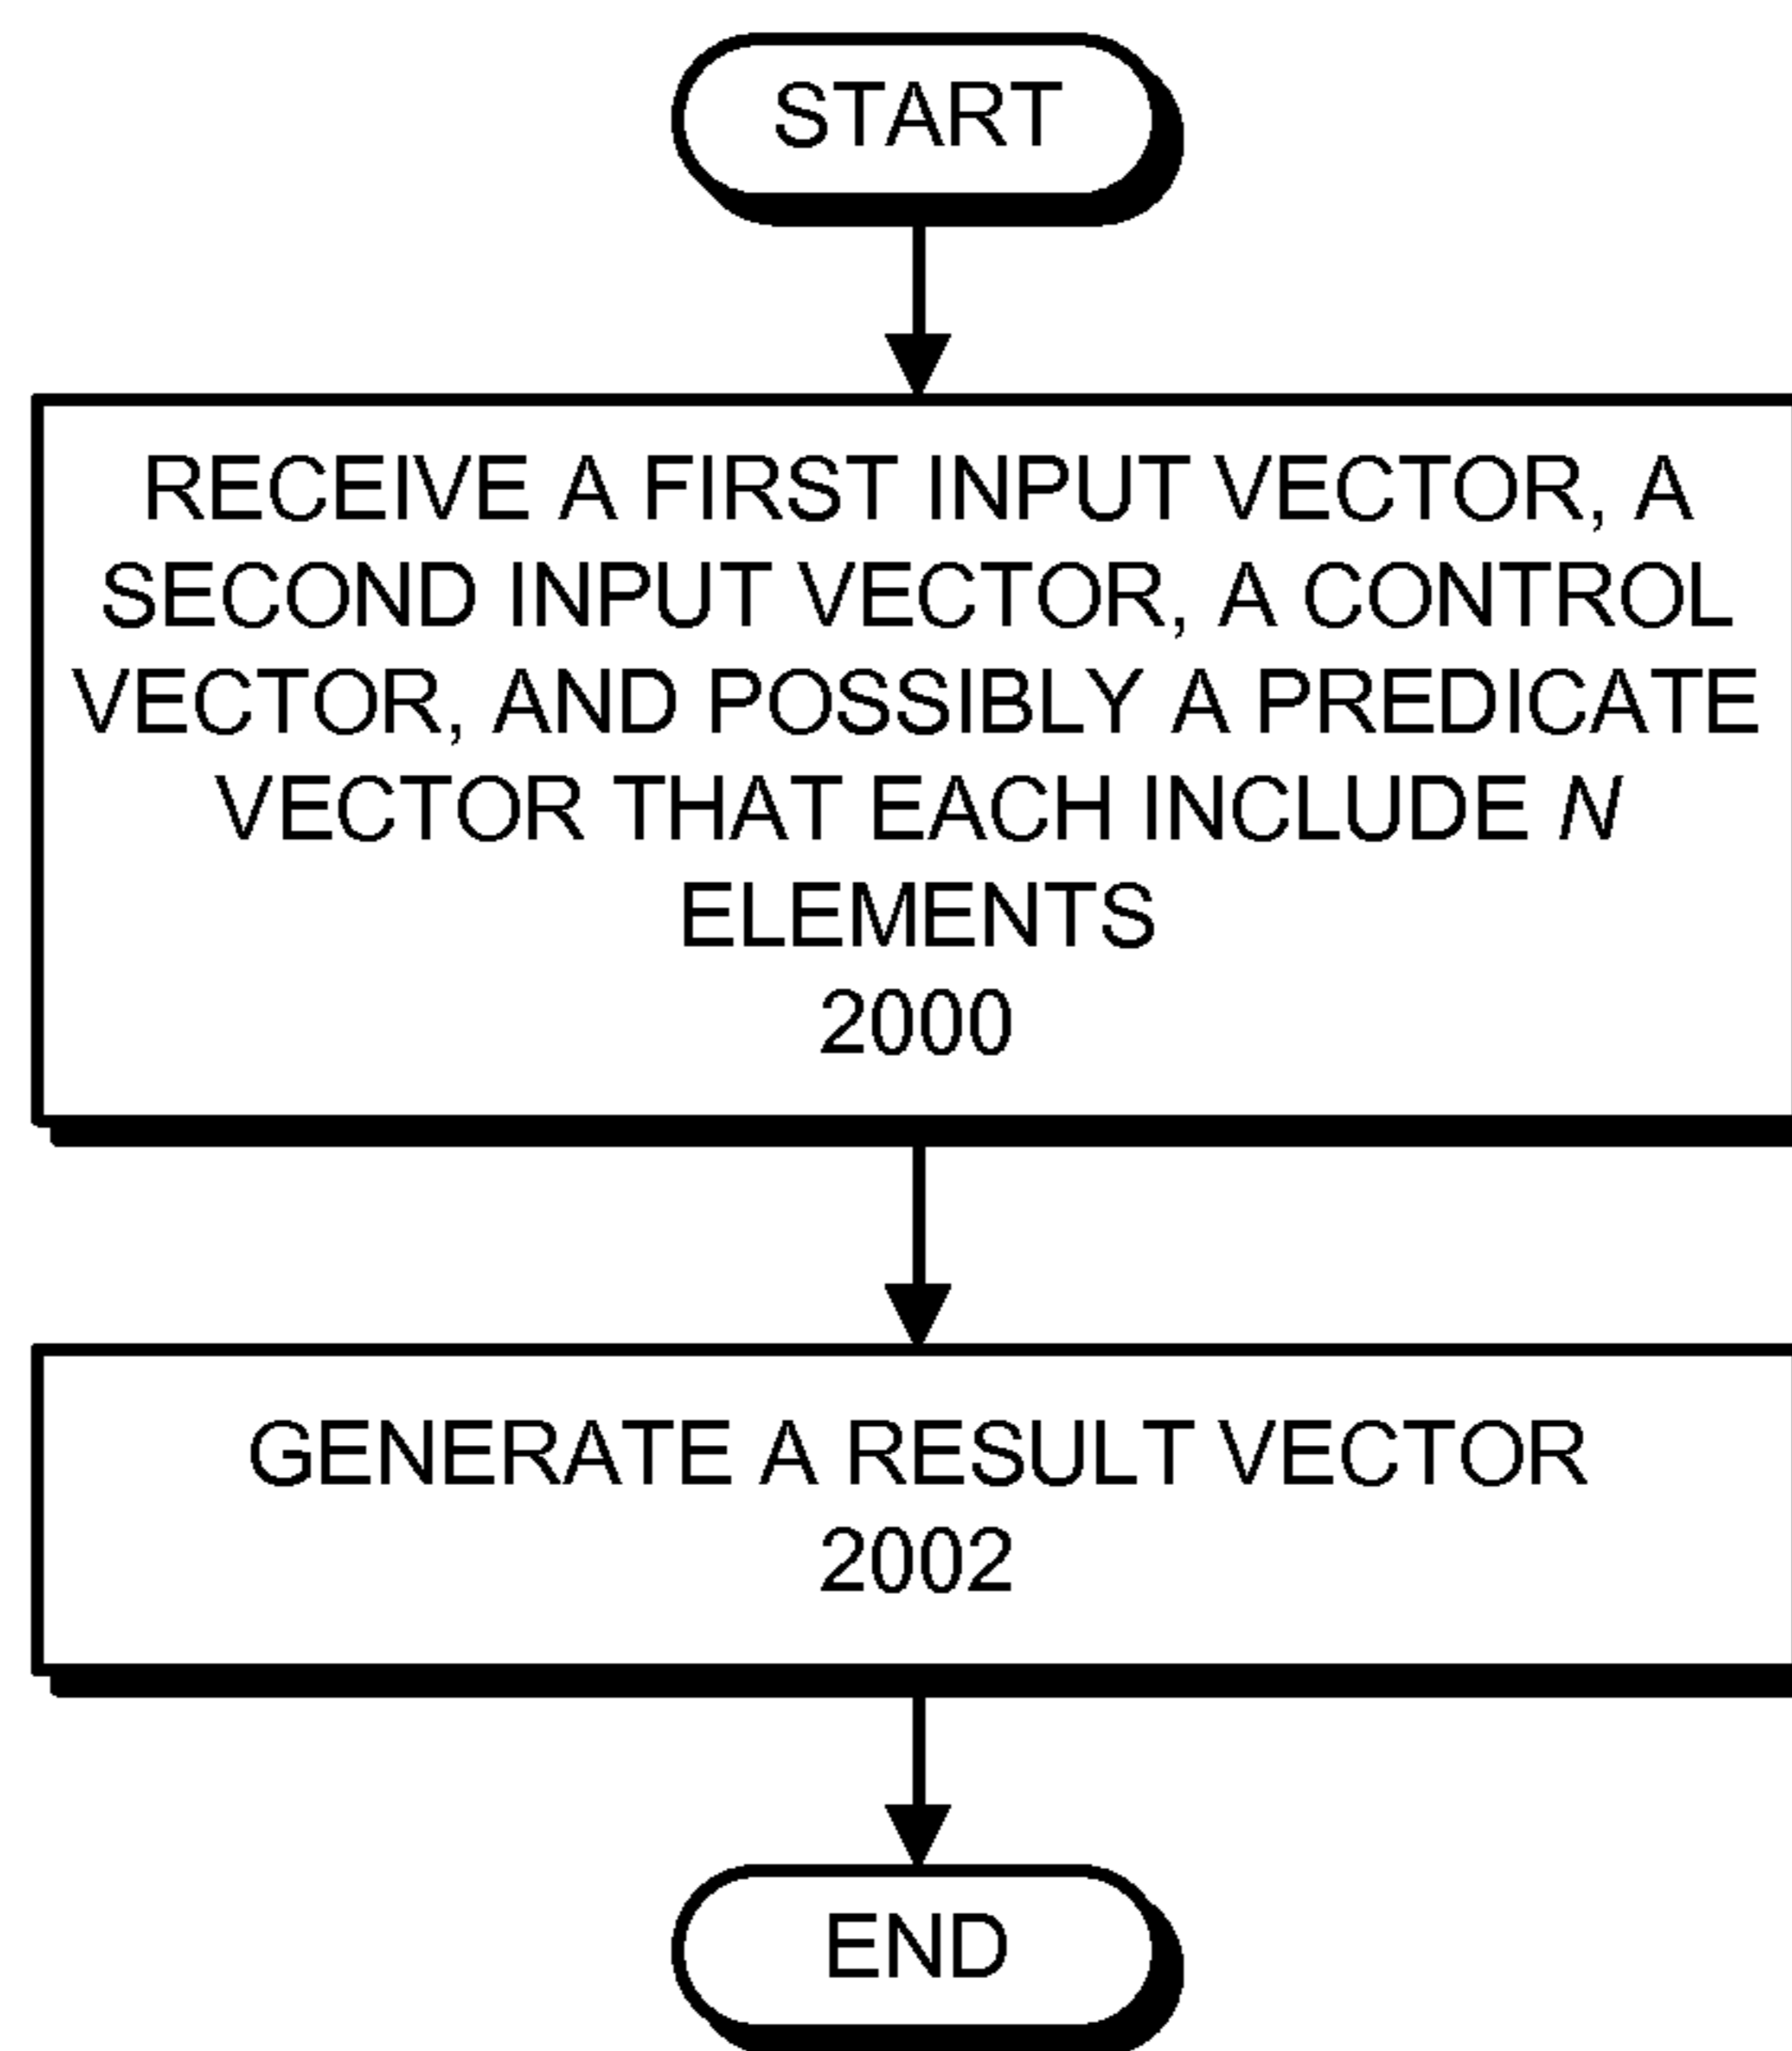 START
RECEIVE A FIRST INPUT VECTOR, A
SECOND INPUT VECTOR, A CONTROL
VECTOR, AND POSSIBLY A PREDICATE
VECTOR THAT EACH INCLUDE N
ELEMENTS
2000
GENERATE A RESULT VECTOR
2002
END